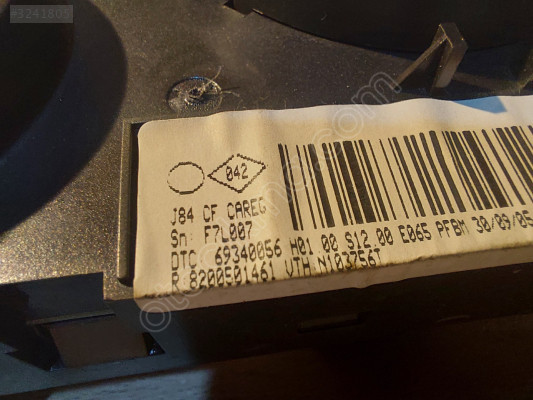 #3241805
042
J84 CF CAREG
Sn: F7L007
DTC 69340056 H01.00 S12.00 E065 PFBM 30/09/05
R:8200501461 VTH N103756T